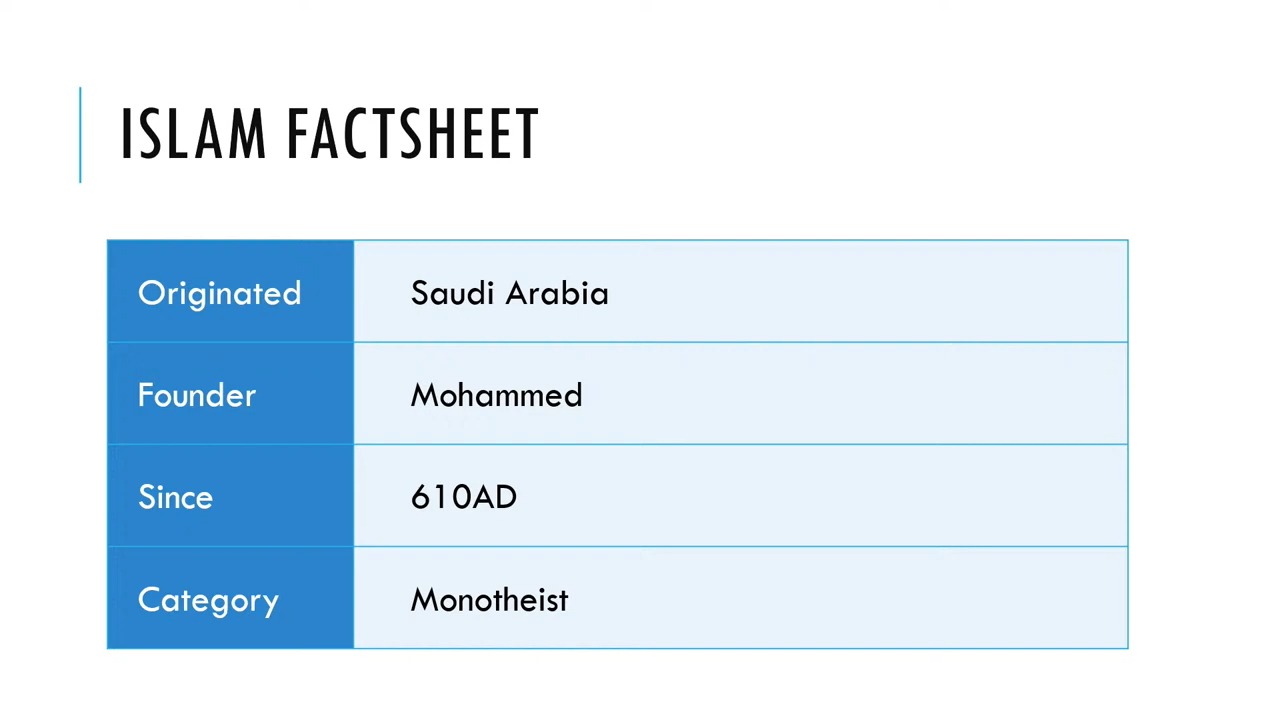 ISLAM FACTSHEET
Originated Saudi Arabia
Founder Mohammed
Since 610AD
Category Monotheist